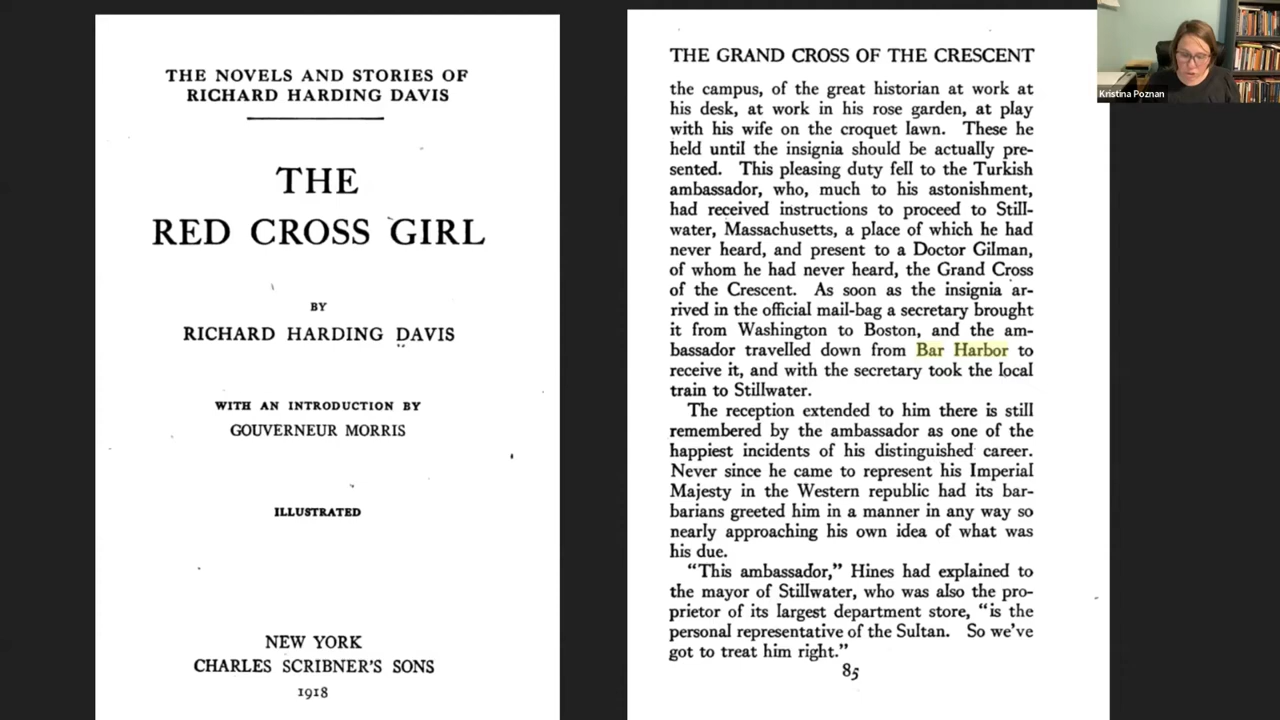 THE NOVELS AND STORIES OF
RICHARD HARDING DAVIS
THE
RED CROSS GIRL
BY
RICHARD HARDING DAVIS
WITH AN INTRODUCTION BY
GOUVERNEUR MORRIS
ILLUSTRATED
NEW YORK
CHARLES SCRIBNER'S SONS
1918
THE GRAND CROSS OF THE CRESCENT
the campus, of the great historian at work at
his desk, at work in his rose garden, at play
with his wife on the croquet lawn. These he
held until the insignia should be actually pre-
sented. This pleasing duty fell to the Turkish
ambassador, who, much to his astonishment,
had received instructions to proceed to Still-
water, Massachusetts, a place of which he had
never heard, and present to a Doctor Gilman,
of whom he had never heard, the Grand Cross
of the Crescent. As soon as the insignia ar-
rived in the official mail-bag a secretary brought
it from Washington to Boston, and the am-
bassador travelled down from Bar Harbor to
receive it, and with the secretary took the local
train to Stillwater.
The reception extended to him there is still
remembered by the ambassador as one of the
happiest incidents of his distinguished career.
Never since he came to represent his Imperial
Majesty in the Western republic had its bar-
barians greeted him in a manner in any way so
nearly approaching his own idea of what was
his due.
"This ambassador," Hines had explained to
the mayor of Stillwater, who was also the pro-
prietor of its largest department store, "is the
personal representative of the Sultan. So we've
got to treat him right."
85
Kristina Poznan